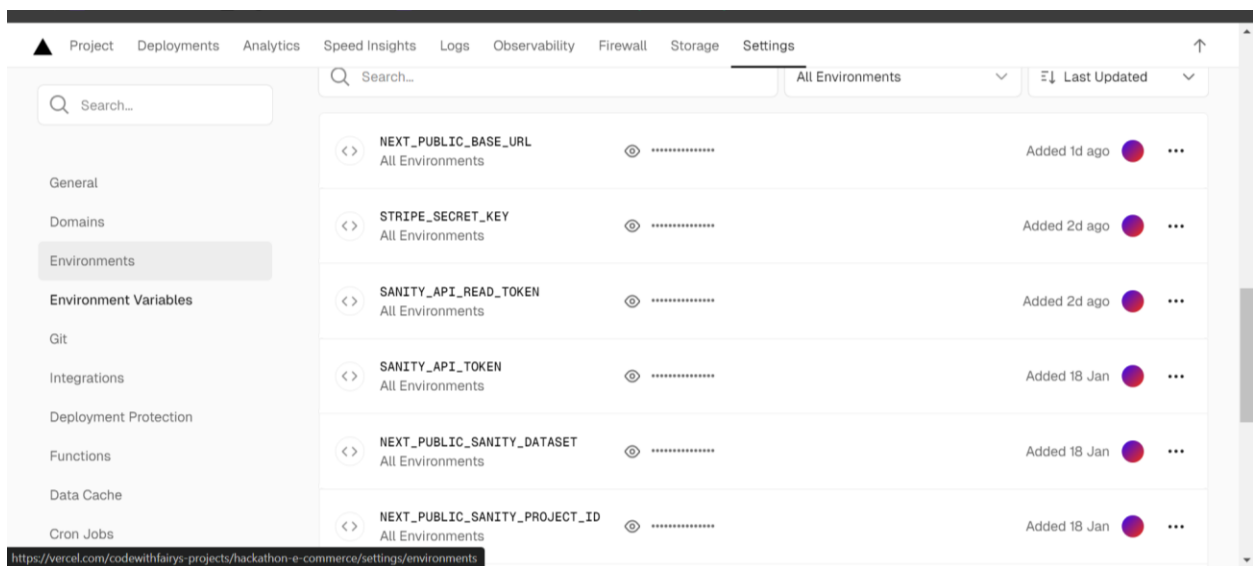 Project Deployments Analytics Speed Insights Logs Observability Firewall Storage Settings
Search...
General
Domains
Environments
Environment Variables
Git
Integrations
Deployment Protection
Functions
Data Cache
Cron Jobs
Search... All Environments Last Updated
NEXT_PUBLIC_BASE_URL
All Environments
•••••••••••••••
Added 1d ago
STRIPE_SECRET_KEY
All Environments
•••••••••••••••
Added 2d ago
SANITY_API_READ_TOKEN
All Environments
•••••••••••••••
Added 2d ago
SANITY_API_TOKEN
All Environments
•••••••••••••••
Added 18 Jan
NEXT_PUBLIC_SANITY_DATASET
All Environments
•••••••••••••••
Added 18 Jan
NEXT_PUBLIC_SANITY_PROJECT_ID
All Environments
•••••••••••••••
Added 18 Jan
https://vercel.com/codewithfairys-projects/hackathon-e-commerce/settings/environments